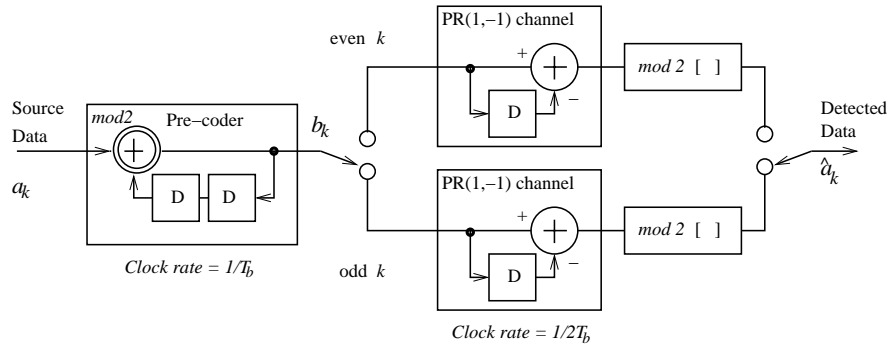 PR(1,−1) channel
even k
+
+
mod 2 [ ]
−
D
Source
Data
mod2
Pre−coder
b_k
Detected
Data
+
a_k
D
D
â_k
PR(1,−1) channel
+
+
mod 2 [ ]
−
D
Clock rate = 1/T_b
odd k
Clock rate = 1/2T_b